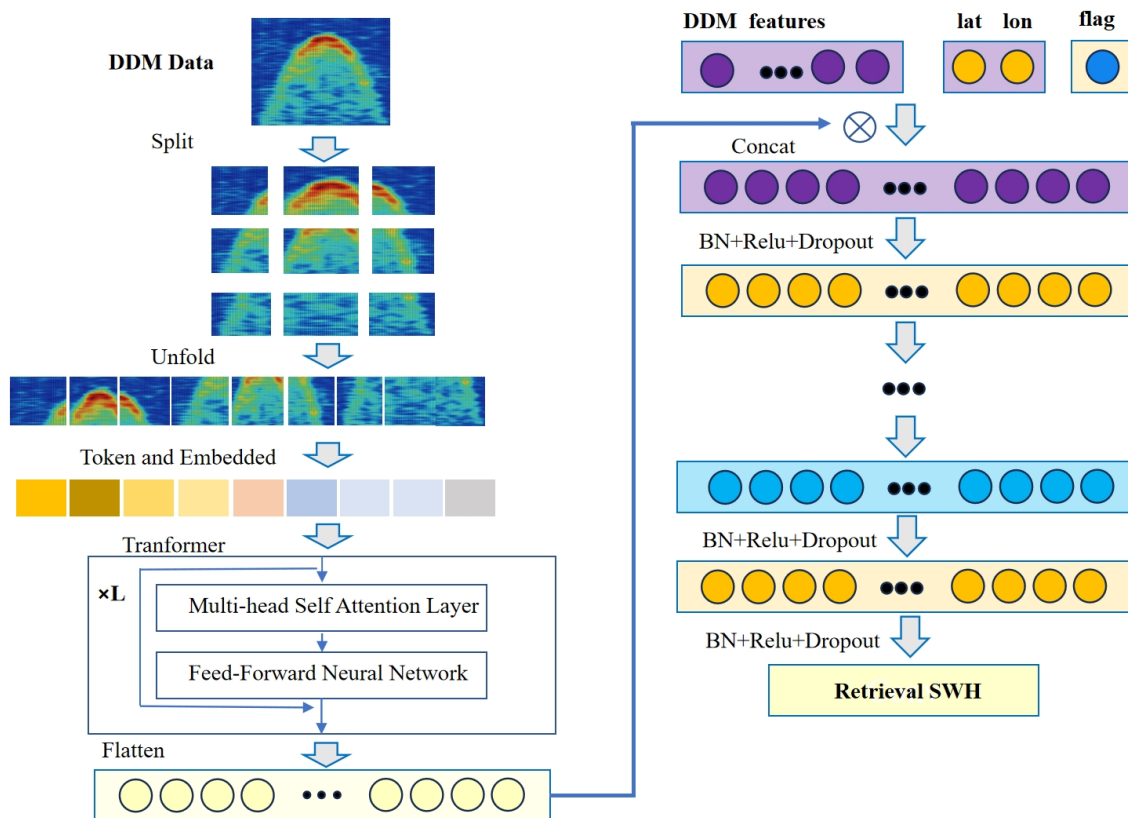 DDM Data
Split
Unfold
Token and Embedded
Tranformer
×L
Multi-head Self Attention Layer
Feed-Forward Neural Network
Flatten
DDM features
lat lon
flag
Concat
BN+Relu+Dropout
BN+Relu+Dropout
BN+Relu+Dropout
Retrieval SWH